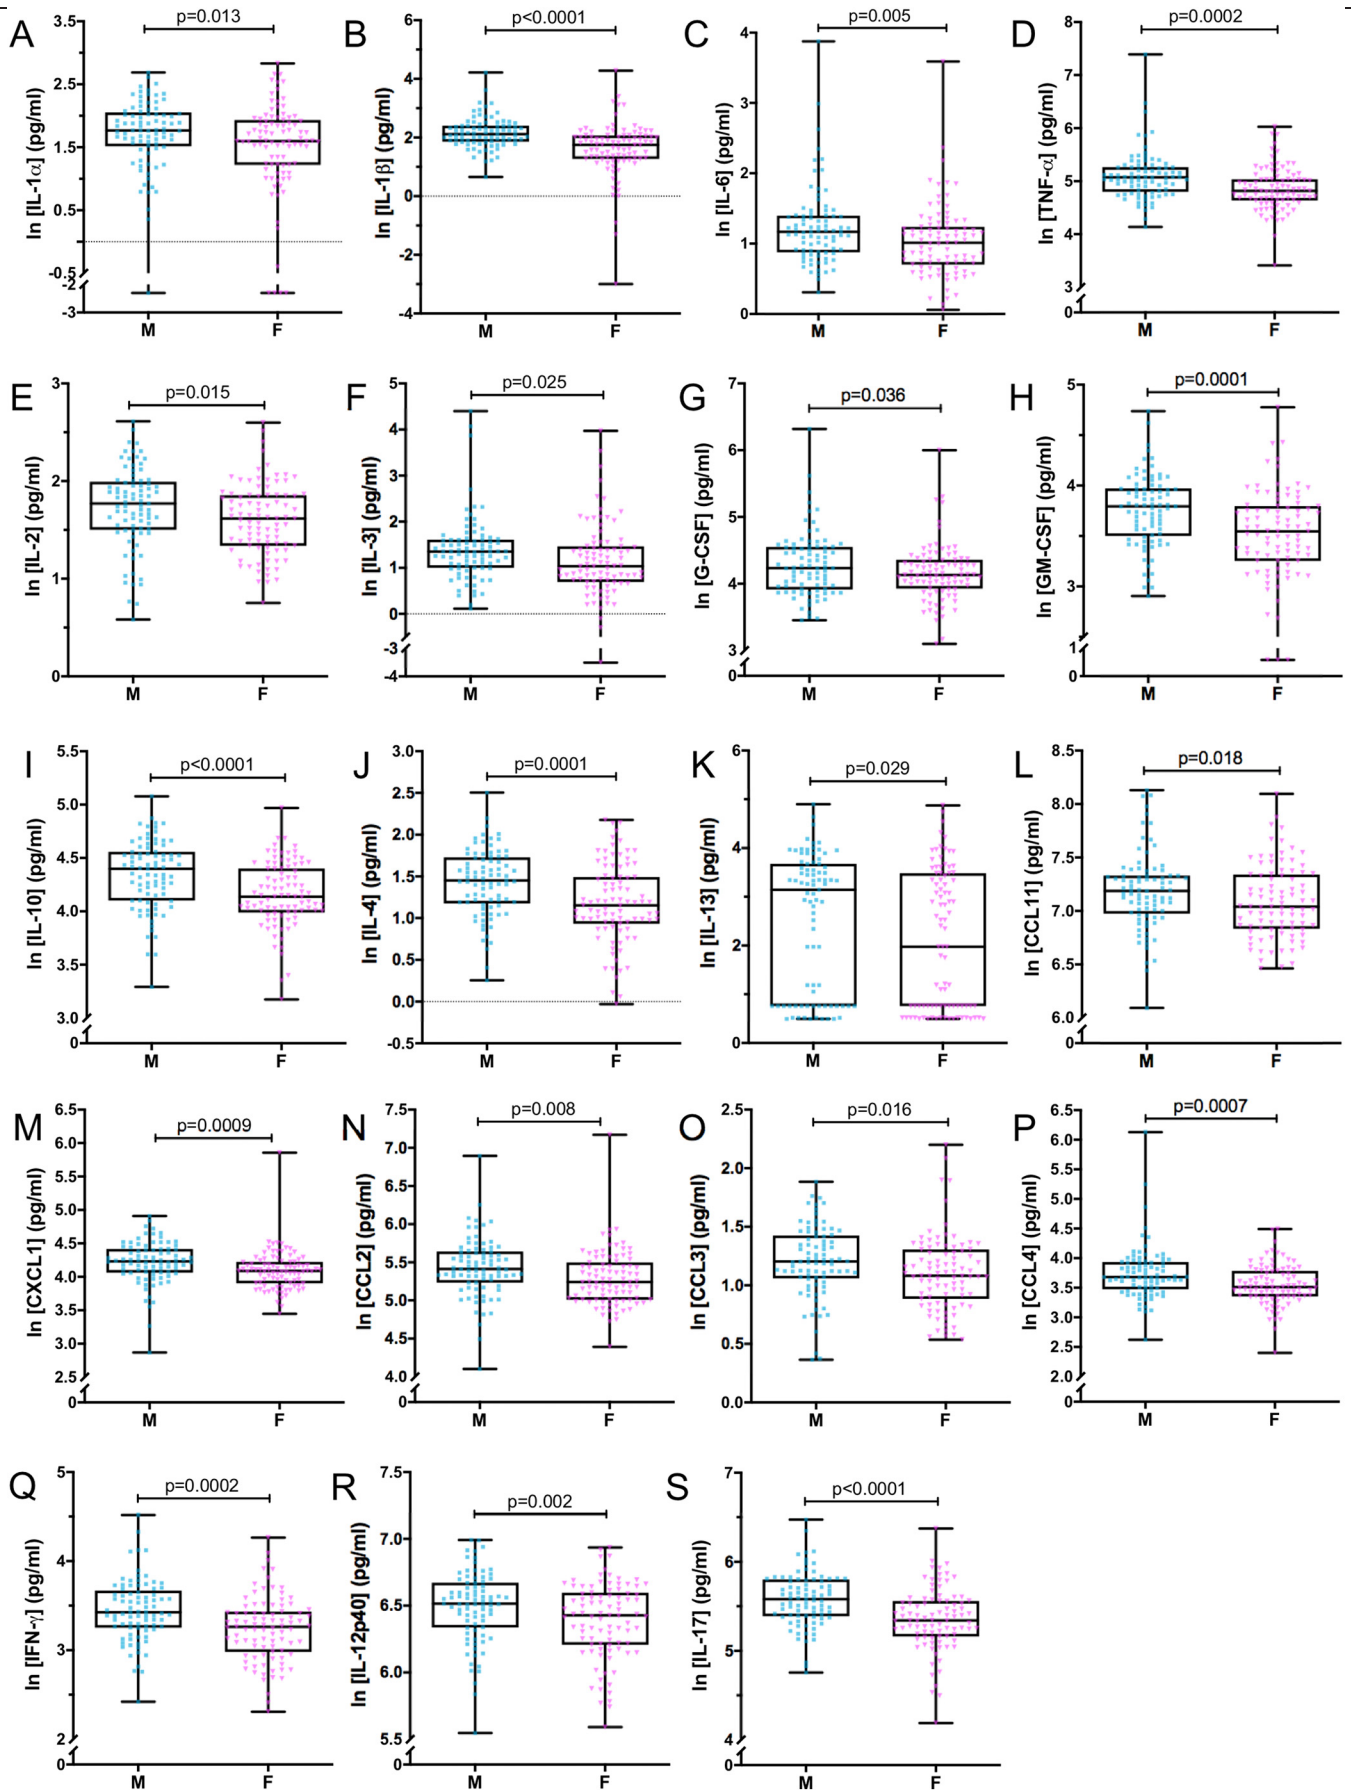 A
p=0.013
ln [IL-1α] (pg/ml)
3.5
2.5
1.5
0.5
-0.5
-2
-3
M F
B
p<0.0001
ln [IL-1β] (pg/ml)
6
4
2
0
-2
-4
M F
C
p=0.005
ln [IL-6] (pg/ml)
4
3
2
1
0
M F
D
p=0.0002
ln [TNF-α] (pg/ml)
8
7
6
5
4
3
0
M F
E
p=0.015
ln [IL-2] (pg/ml)
3
2
1
0
M F
F
p=0.025
ln [IL-3] (pg/ml)
5
4
3
2
1
0
-3
-4
M F
G
p=0.036
ln [G-CSF] (pg/ml)
7
6
5
4
3
0
M F
H
p=0.0001
ln [GM-CSF] (pg/ml)
5
4
3
1
0
M F
I
p<0.0001
ln [IL-10] (pg/ml)
5.5
5.0
4.5
4.0
3.5
3.0
0
M F
J
p=0.0001
ln [IL-4] (pg/ml)
3.0
2.5
2.0
1.5
1.0
0.5
0.0
-0.5
M F
K
p=0.029
ln [IL-13] (pg/ml)
6
4
2
0
M F
L
p=0.018
ln [CCL11] (pg/ml)
8.5
8.0
7.5
7.0
6.5
6.0
0
M F
M
p=0.0009
ln [CXCL1] (pg/ml)
6.5
6.0
5.5
5.0
4.5
4.0
3.5
3.0
2.5
0
M F
N
p=0.008
ln [CCL2] (pg/ml)
7.5
7.0
6.5
6.0
5.5
5.0
4.5
4.0
0
M F
O
p=0.016
ln [CCL3] (pg/ml)
2.5
2.0
1.5
1.0
0.5
0.0
M F
P
p=0.0007
ln [CCL4] (pg/ml)
6.5
6.0
5.5
5.0
4.5
4.0
3.5
3.0
2.5
2.0
0
M F
Q
p=0.0002
ln [IFN-γ] (pg/ml)
5
4
3
2
0
M F
R
p=0.002
ln [IL-12p40] (pg/ml)
7.5
7.0
6.5
6.0
5.5
0
M F
S
p<0.0001
ln [IL-17] (pg/ml)
7
6
5
4
0
M F